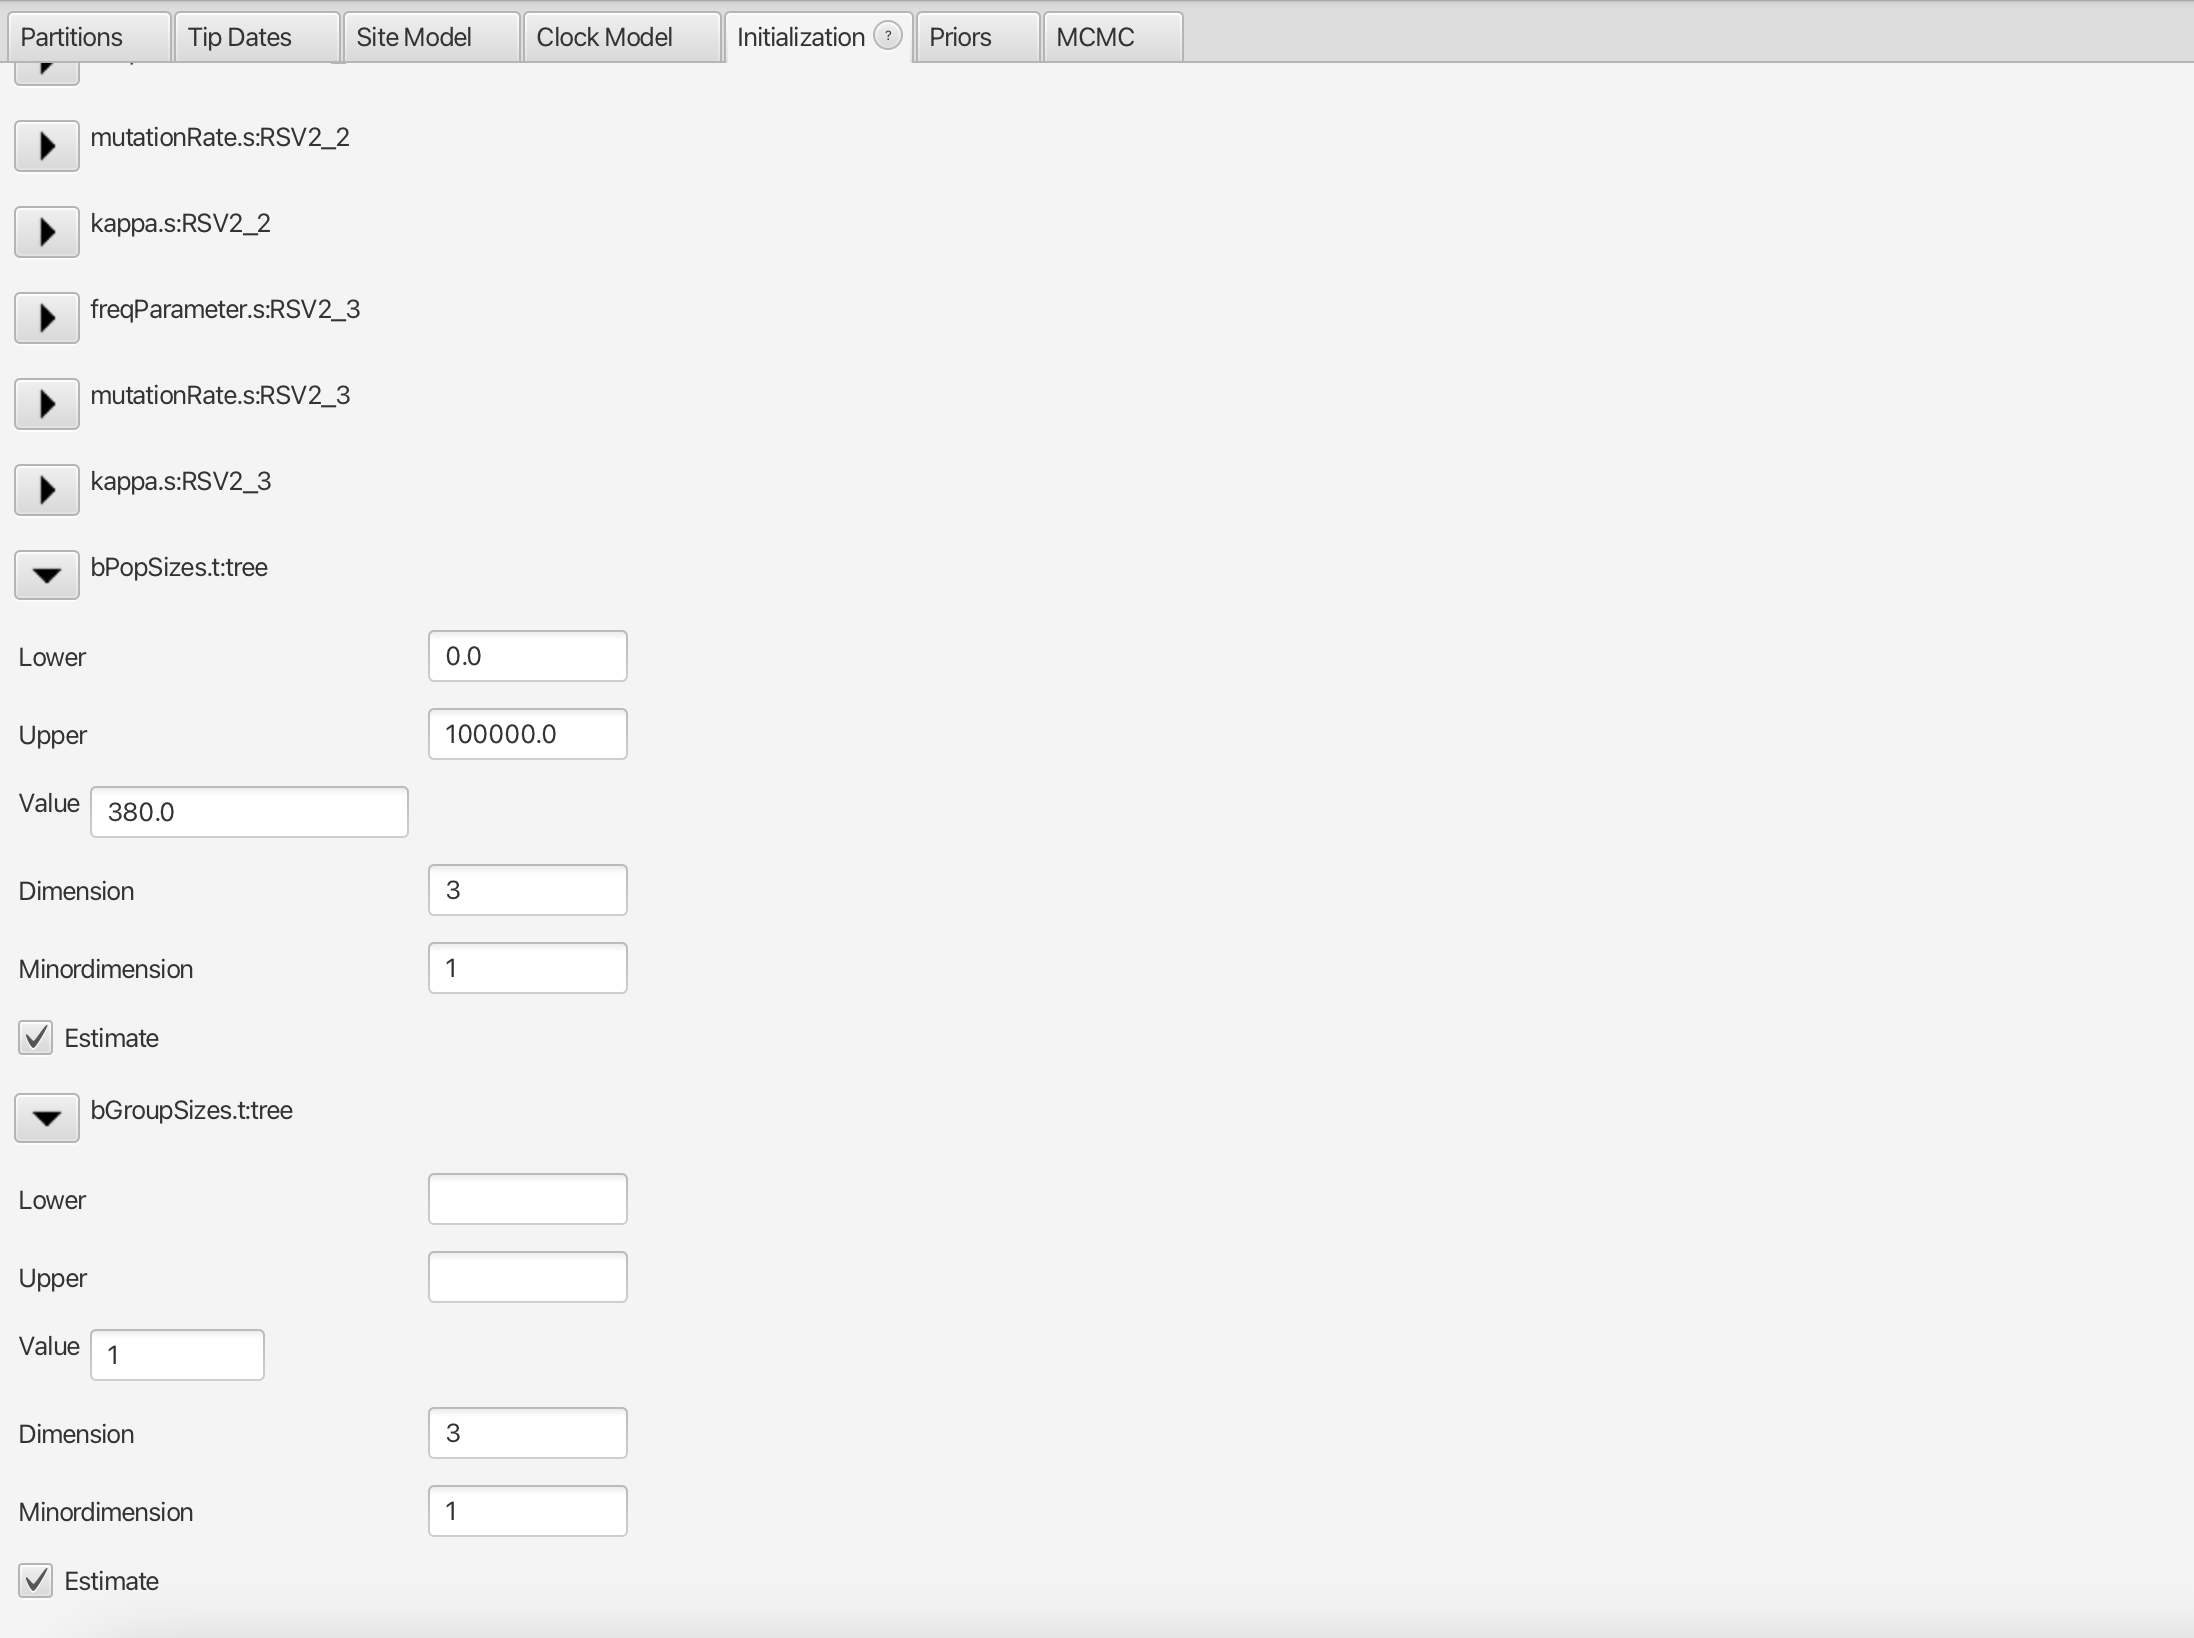 Partitions Tip Dates Site Model Clock Model Initialization ? Priors MCMC
mutationRate.s:RSV2_2
kappa.s:RSV2_2
freqParameter.s:RSV2_3
mutationRate.s:RSV2_3
kappa.s:RSV2_3
bPopSizes.t:tree
Lower 0.0
Upper 100000.0
Value 380.0
Dimension 3
Minordimension 1
Estimate
bGroupSizes.t:tree
Lower
Upper
Value 1
Dimension 3
Minordimension 1
Estimate